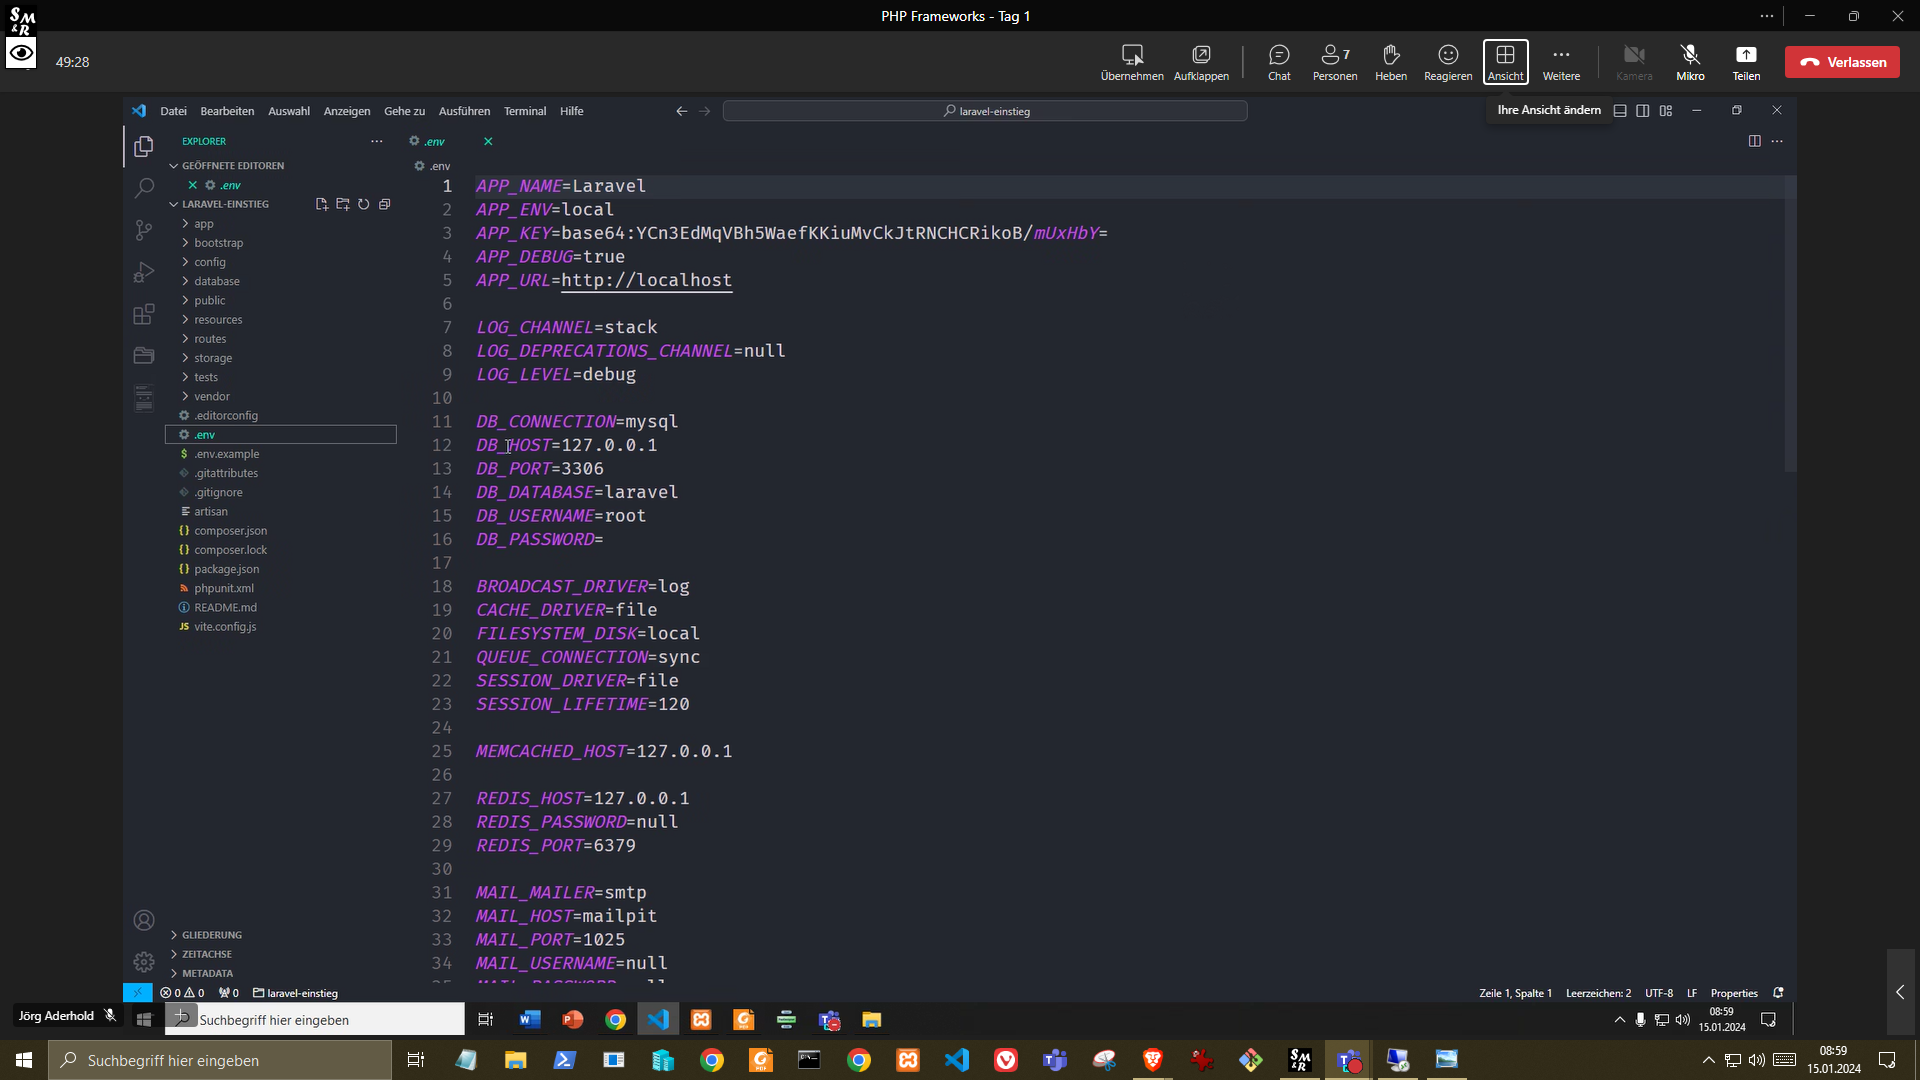 SM
&R
PHP Frameworks - Tag 1
49:28
Übernehmen
Aufklappen
Chat
7
Personen
Heben
Reagieren
Ansicht
Weitere
Kamera
Mikro
Teilen
Verlassen
Datei Bearbeiten Auswahl Anzeigen Gehe zu Ausführen Terminal Hilfe
laravel-einstieg
Ihre Ansicht ändern
EXPLORER
.env
GEÖFFNETE EDITOREN
.env
.env
LARAVEL-EINSTIEG
app
bootstrap
config
database
public
resources
routes
storage
tests
vendor
.editorconfig
.env
$ .env.example
.gitattributes
.gitignore
artisan
{} composer.json
{} composer.lock
{} package.json
phpunit.xml
README.md
JS vite.config.js
GLIEDERUNG
ZEITACHSE
METADATA
1 APP_NAME=Laravel
2 APP_ENV=local
3 APP_KEY=base64:YCn3EdMqVBh5WaefKKiuMvCkJtRNCHCRikoB/mUxHbY=
4 APP_DEBUG=true
5 APP_URL=http://localhost
6
7 LOG_CHANNEL=stack
8 LOG_DEPRECATIONS_CHANNEL=null
9 LOG_LEVEL=debug
10
11 DB_CONNECTION=mysql
12 DB_HOST=127.0.0.1
13 DB_PORT=3306
14 DB_DATABASE=laravel
15 DB_USERNAME=root
16 DB_PASSWORD=
17
18 BROADCAST_DRIVER=log
19 CACHE_DRIVER=file
20 FILESYSTEM_DISK=local
21 QUEUE_CONNECTION=sync
22 SESSION_DRIVER=file
23 SESSION_LIFETIME=120
24
25 MEMCACHED_HOST=127.0.0.1
26
27 REDIS_HOST=127.0.0.1
28 REDIS_PASSWORD=null
29 REDIS_PORT=6379
30
31 MAIL_MAILER=smtp
32 MAIL_HOST=mailpit
33 MAIL_PORT=1025
34 MAIL_USERNAME=null
0 0 0 laravel-einstieg
Zeile 1, Spalte 1 Leerzeichen: 2 UTF-8 LF Properties
Jörg Aderhold
Suchbegriff hier eingeben
08:59
15.01.2024
Suchbegriff hier eingeben
08:59
15.01.2024